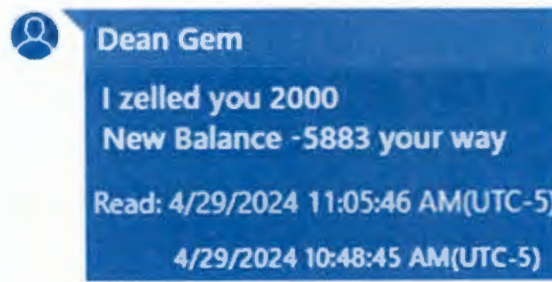 Dean Gem
I zelled you 2000
New Balance -5883 your way
Read: 4/29/2024 11:05:46 AM(UTC-5)
4/29/2024 10:48:45 AM(UTC-5)